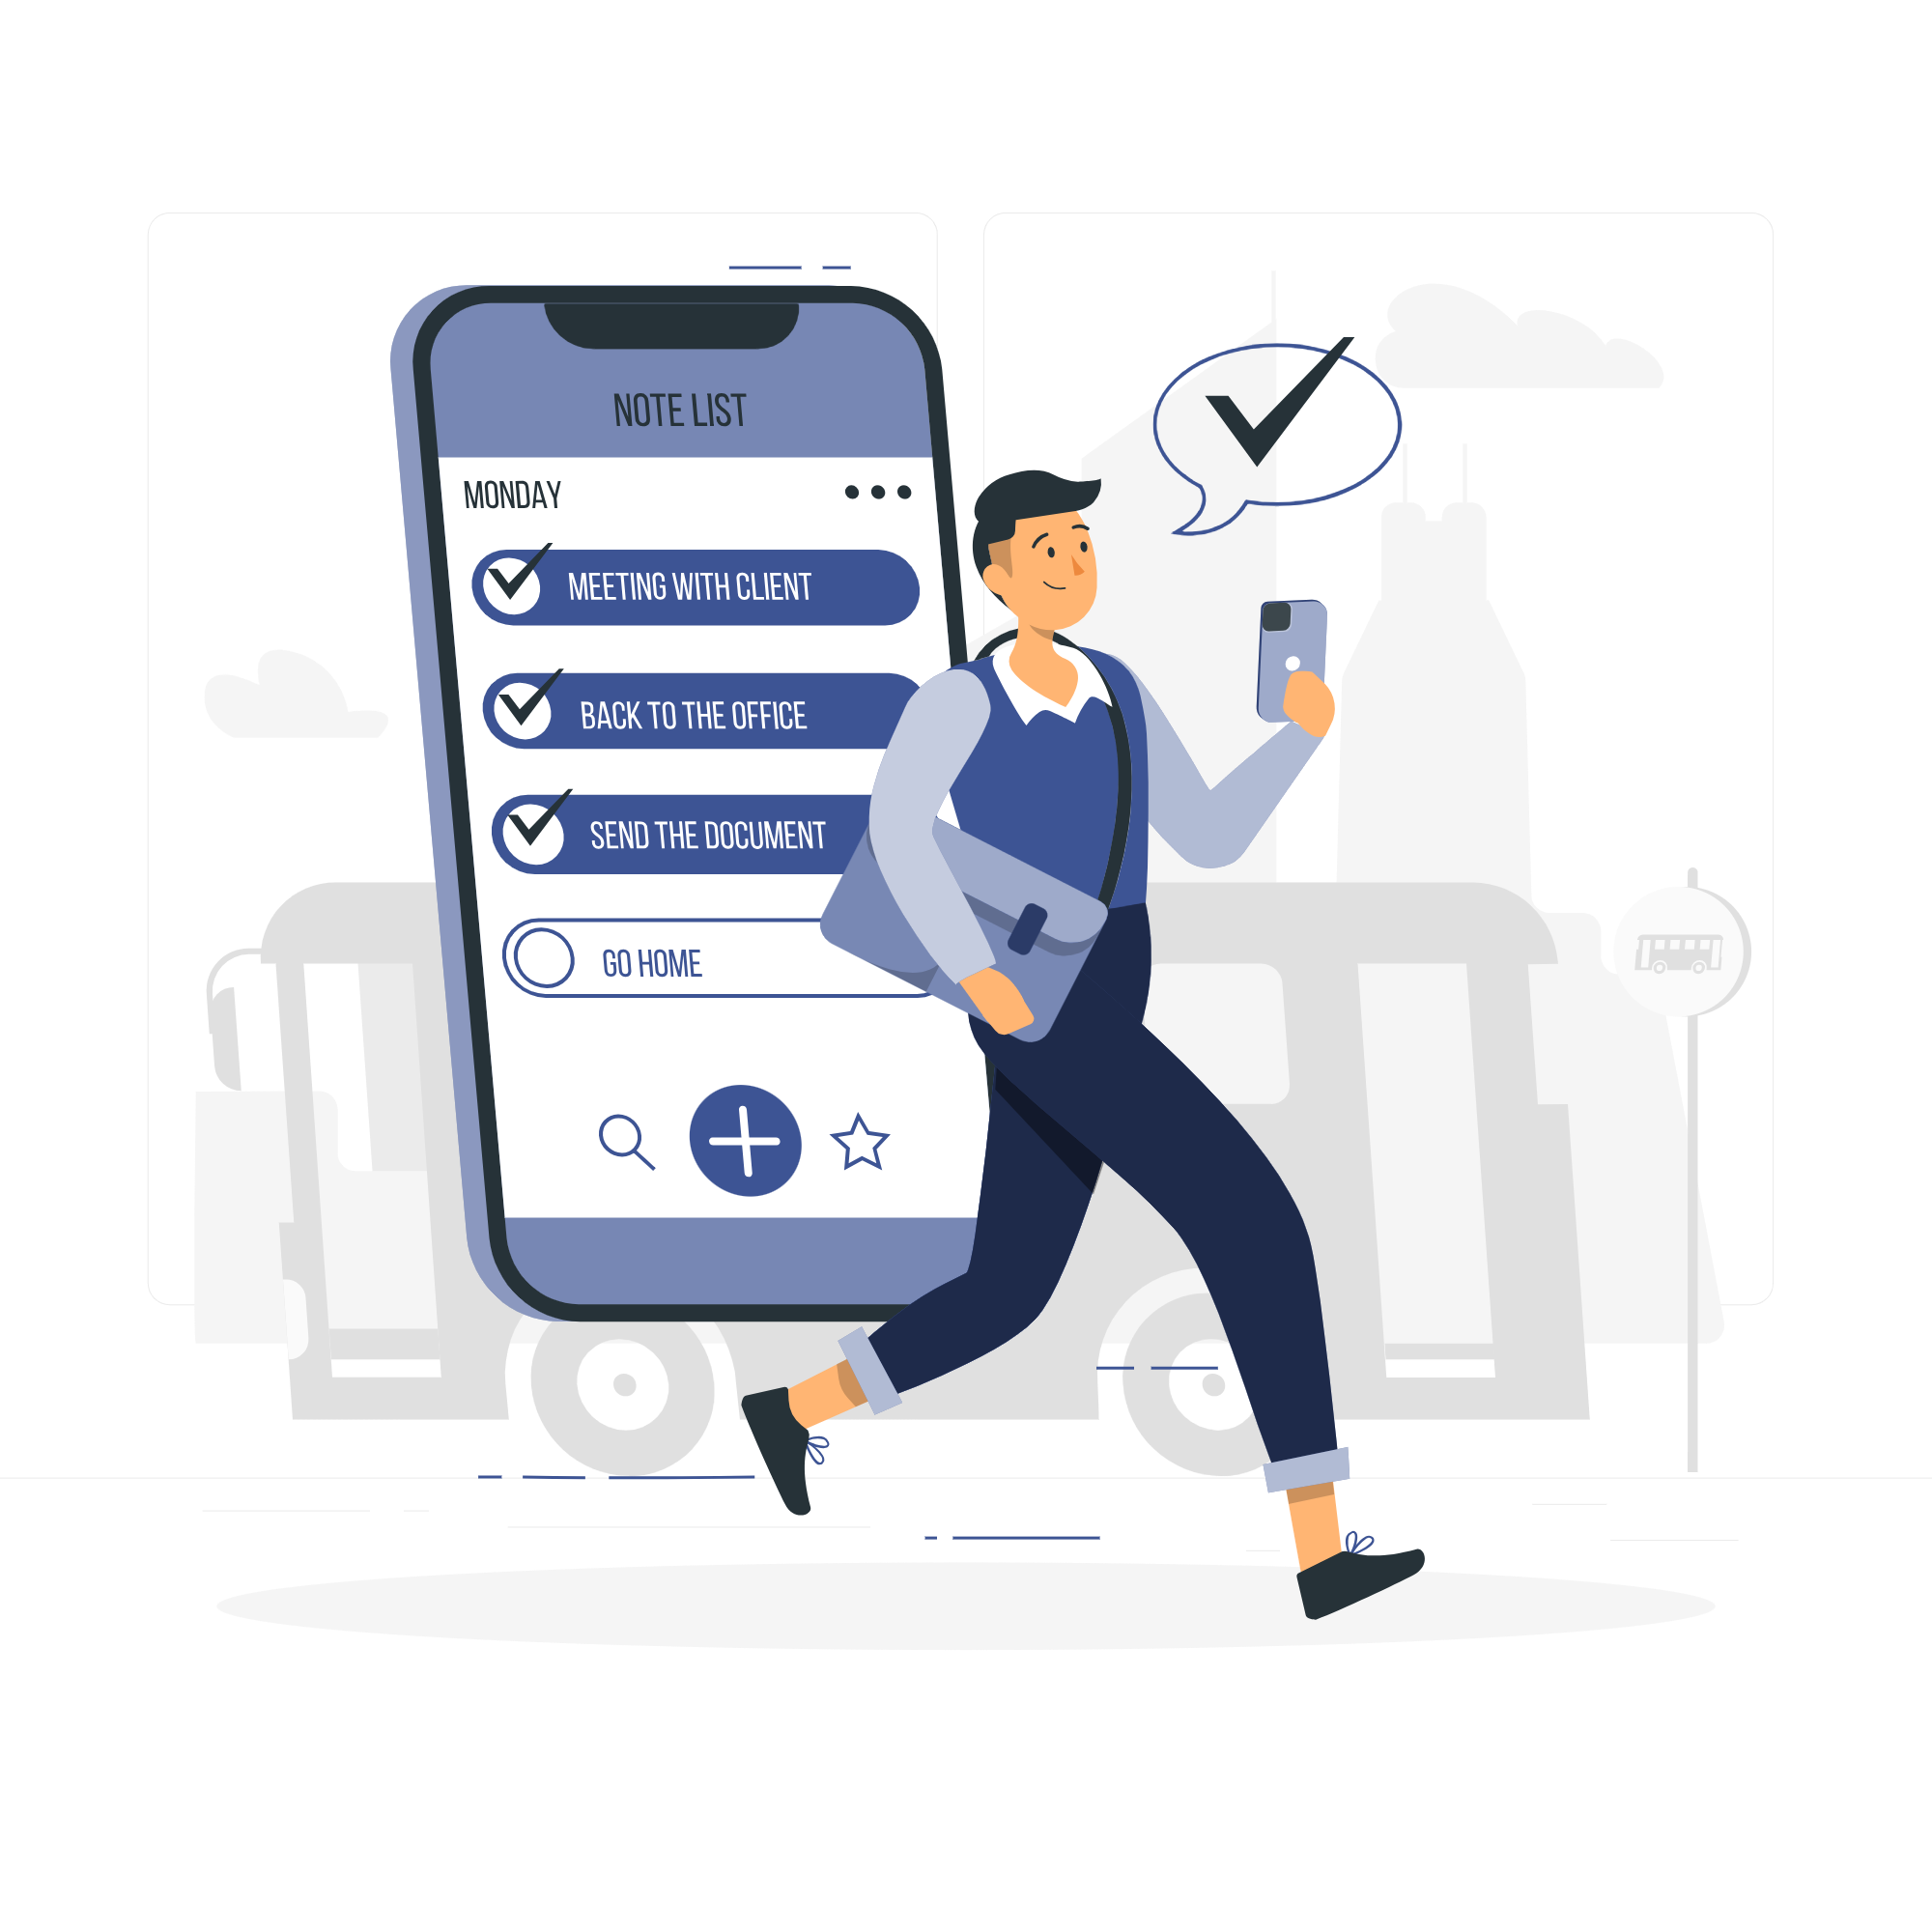 NOTE LIST
MONDAY
MEETING WITH CLIENT
BACK TO THE OFFICE
SEND THE DOCUMENT
GO HOME